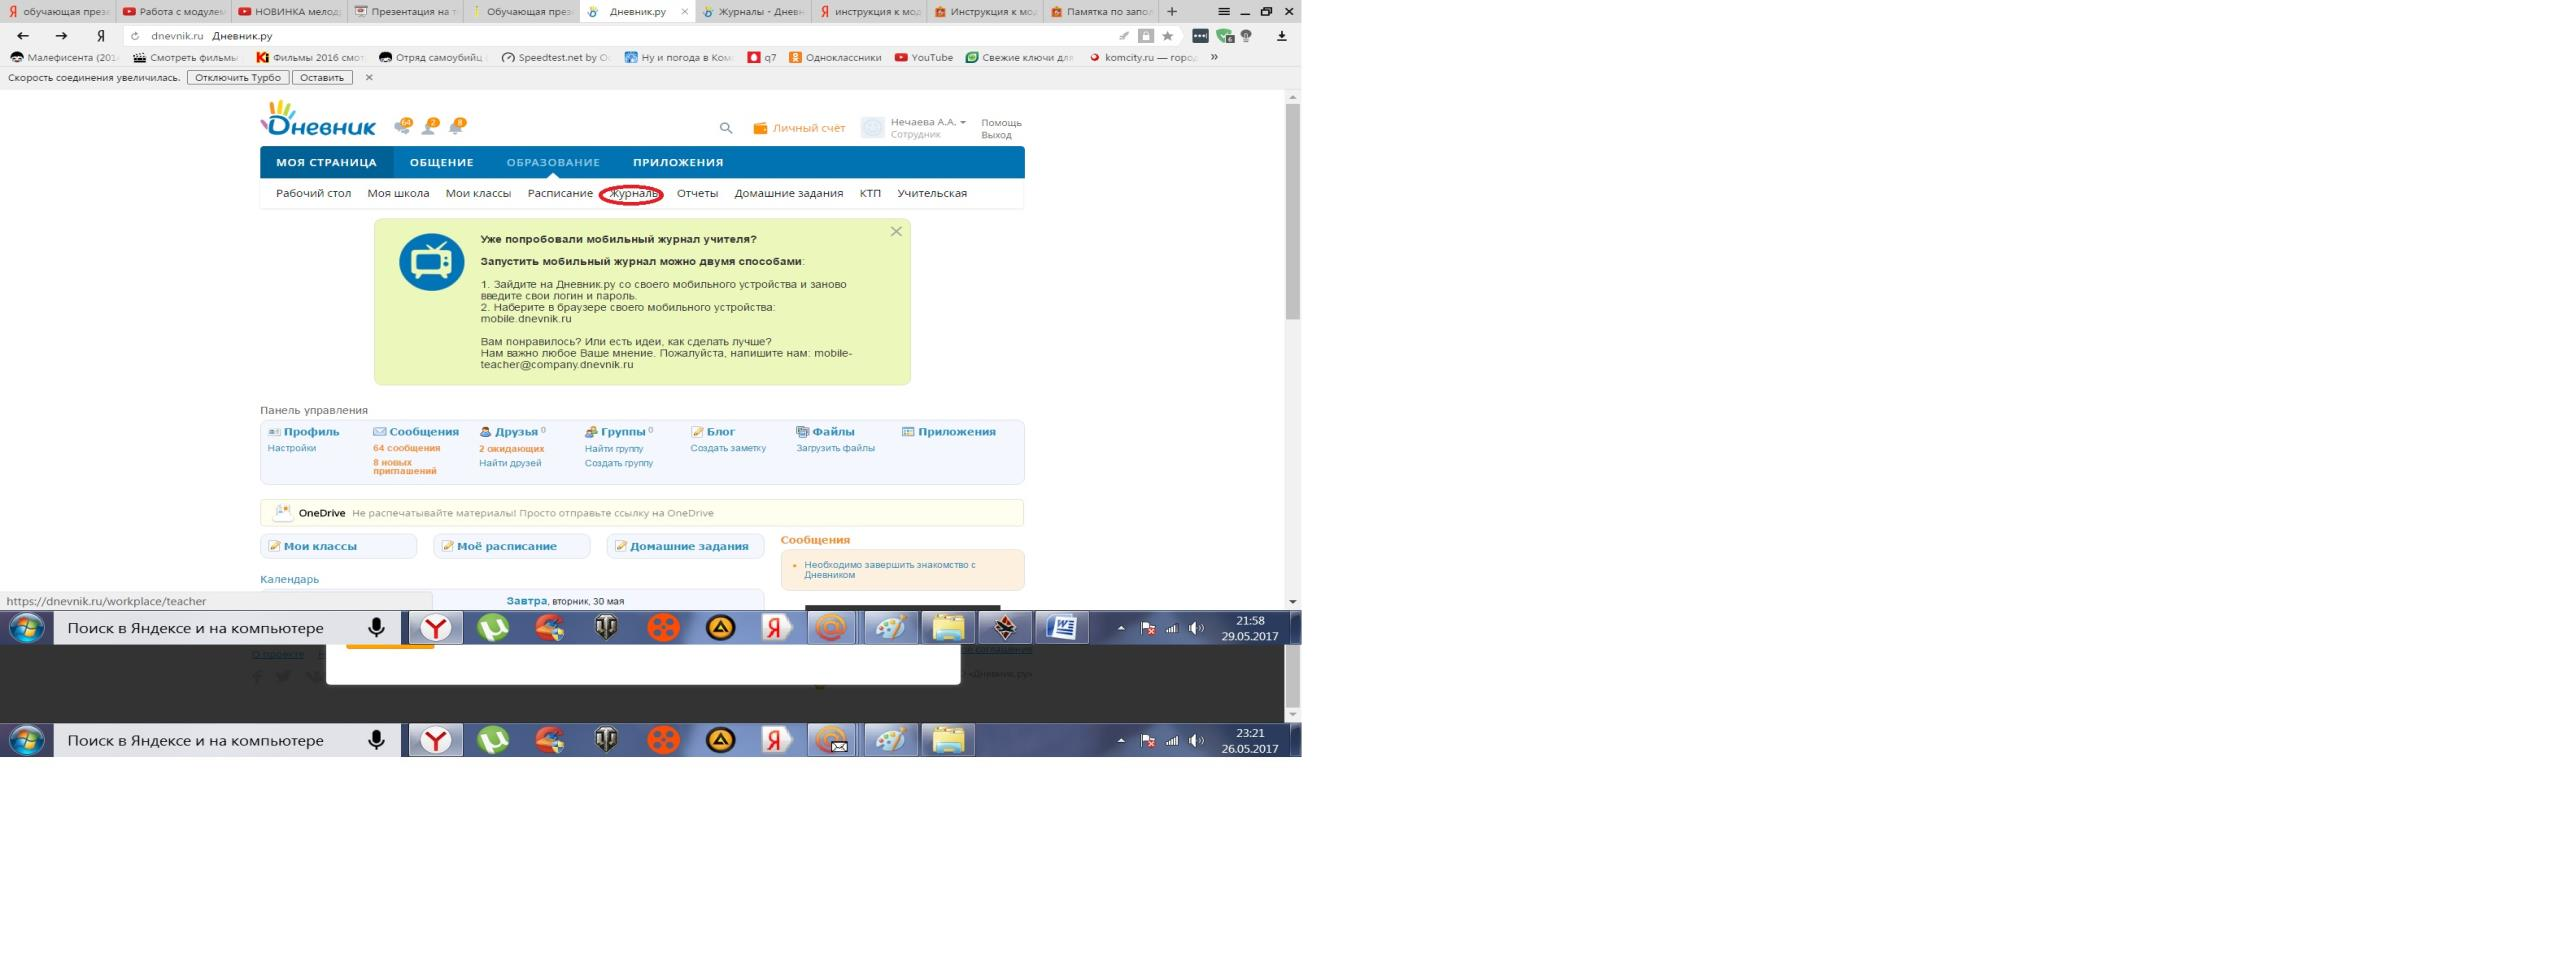 обучающая през Работа с модулем НОВИНКА мелод Презентация на т Обучающая през Дневник.ру Журналы - Дневн инструкция к мод Инструкция к мод Памятка по запол
Я dnevnik.ru Дневник.ру
Малефисента (201 Смотреть фильмы Фильмы 2016 смот Отряд самоубийц Speedtest.net by O Ну и погода в Ком q7 Одноклассники YouTube Свежие ключи для komcity.ru — горо »
Скорость соединения увеличилась. Отключить Турбо Оставить
Дневник 64 2 8 Личный счёт Нечаева А.А. Помощь
Сотрудник Выход
МОЯ СТРАНИЦА ОБЩЕНИЕ ОБРАЗОВАНИЕ ПРИЛОЖЕНИЯ
Рабочий стол Моя школа Мои классы Расписание Журналы Отчеты Домашние задания КТП Учительская
Уже попробовали мобильный журнал учителя?
Запустить мобильный журнал можно двумя способами:
1. Зайдите на Дневник.ру со своего мобильного устройства и заново
введите свои логин и пароль.
2. Наберите в браузере своего мобильного устройства:
mobile.dnevnik.ru
Вам понравилось? Или есть идеи, как сделать лучше?
Нам важно любое Ваше мнение. Пожалуйста, напишите нам: mobile-
teacher@company.dnevnik.ru
Панель управления
Профиль Сообщения Друзья 0 Группы 0 Блог Файлы Приложения
Настройки 64 сообщения 2 ожидающих Найти группу Создать заметку Загрузить файлы
8 новых Найти друзей Создать группу
приглашений
OneDrive Не распечатывайте материалы! Просто отправьте ссылку на OneDrive
Мои классы Моё расписание Домашние задания Сообщения
Необходимо завершить знакомство с
Дневником
Календарь
https://dnevnik.ru/workplace/teacher Завтра, вторник, 30 мая
Поиск в Яндексе и на компьютере 21:58
29.05.2017
О проекте соглашение
«Дневник.ру»
Поиск в Яндексе и на компьютере 23:21
26.05.2017